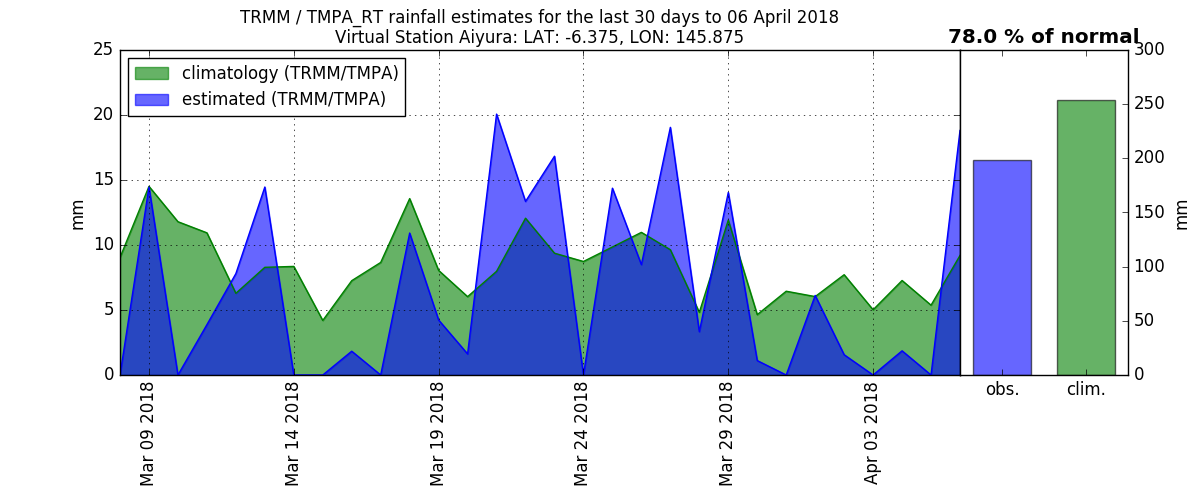 TRMM / TMPA_RT rainfall estimates for the last 30 days to 06 April 2018
Virtual Station Aiyura: LAT: -6.375, LON: 145.875
78.0 % of normal
climatology (TRMM/TMPA)
estimated (TRMM/TMPA)
25
20
15
10
5
0
mm
300
250
200
150
100
50
0
mm
obs. clim.
Mar 09 2018
Mar 14 2018
Mar 19 2018
Mar 24 2018
Mar 29 2018
Apr 03 2018